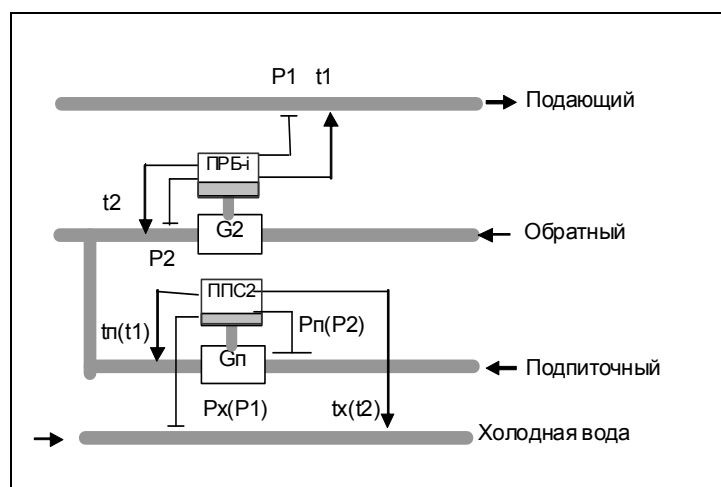 P1 t1
Подающий
ПРБ-i
t2
G2
Обратный
P2
ППС2
tп(t1)
Pп(P2)
Gп
Подпиточный
Px(P1)
tx(t2)
Холодная вода